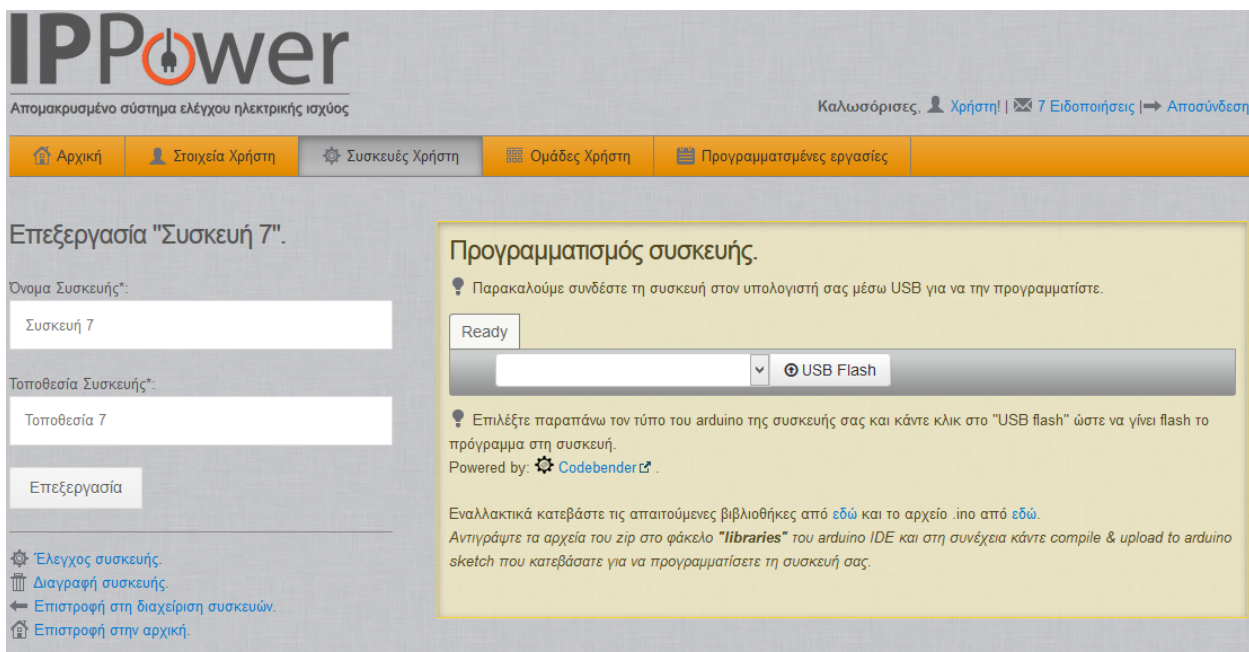 IPPower
Απομακρυσμένο σύστημα ελέγχου ηλεκτρικής ισχύος
Καλωσόρισες, Χρήστη! | 7 Ειδοποιήσεις | Αποσύνδεση
Αρχική
Στοιχεία Χρήστη
Συσκευές Χρήστη
Ομάδες Χρήστη
Προγραμματσμένες εργασίες
Επεξεργασία "Συσκευή 7".
Όνομα Συσκευής*:
Συσκευή 7
Τοποθεσία Συσκευής*:
Τοποθεσία 7
Επεξεργασία
Έλεγχος συσκευής.
Διαγραφή συσκευής.
Επιστροφή στη διαχείριση συσκευών.
Επιστροφή στην αρχική.
Προγραμματισμός συσκευής.
Παρακαλούμε συνδέστε τη συσκευή στον υπολογιστή σας μέσω USB για να την προγραμματίστε.
Ready
USB Flash
Επιλέξτε παραπάνω τον τύπο του arduino της συσκευής σας και κάντε κλικ στο "USB flash" ώστε να γίνει flash το
πρόγραμμα στη συσκευή.
Powered by: Codebender .
Εναλλακτικά κατεβάστε τις απαιτούμενες βιβλιοθήκες από εδώ και το αρχείο .ino από εδώ.
Αντιγράψτε τα αρχεία του zip στο φάκελο "libraries" του arduino IDE και στη συνέχεια κάντε compile & upload το arduino
sketch που κατεβάσατε για να προγραμματίσετε τη συσκευή σας.